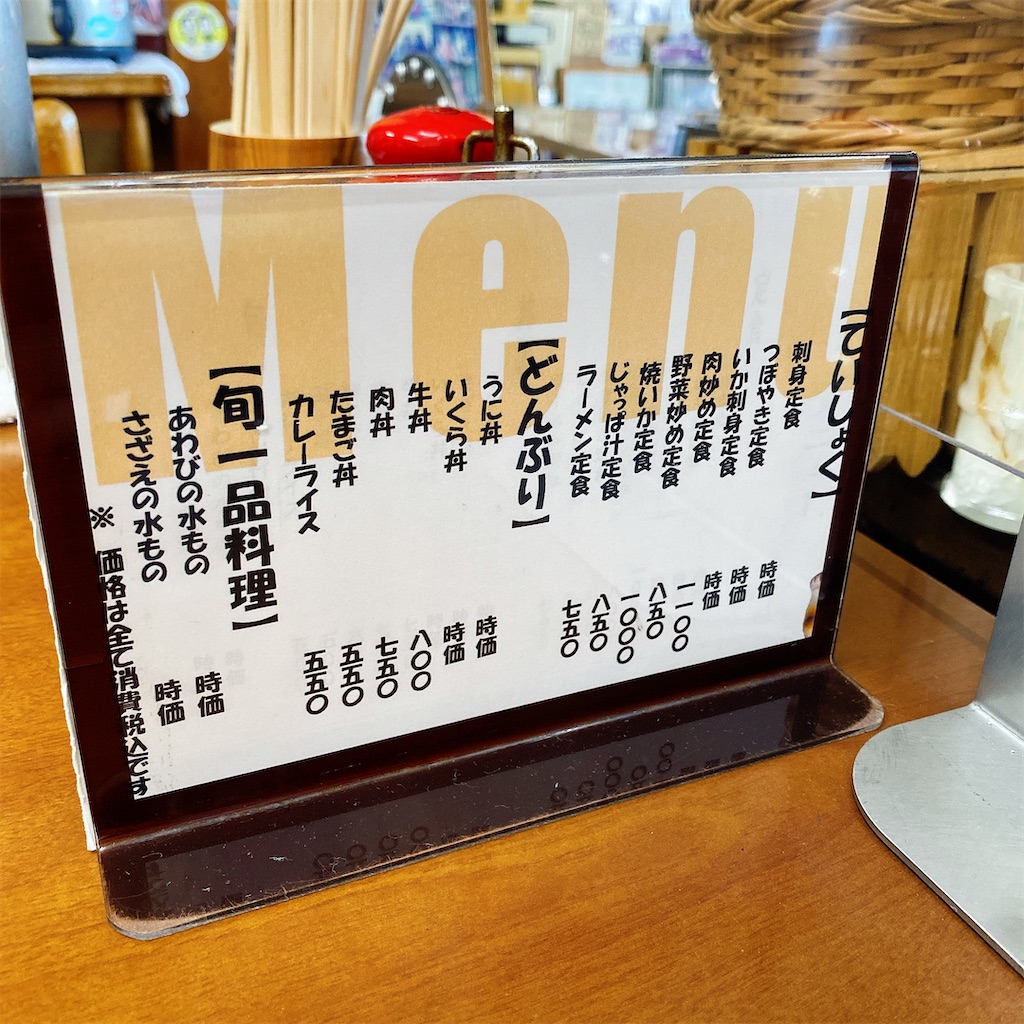 Menu
【ていしょく】
刺身定食 時価
つぼやき定食 時価
いか刺身定食 時価
肉炒め定食 一一〇〇
野菜炒め定食 八五〇
焼いか定食 一〇〇〇
じゃっぱ汁定食 八五〇
ラーメン定食 七五〇
【どんぶり】
うに丼 時価
いくら丼 時価
牛丼 八〇〇
肉丼 七五〇
たまご丼 五五〇
カレーライス 五五〇
【旬一品料理】
あわびの水もの 時価
さざえの水もの 時価
※ 価格は全て消費税込です